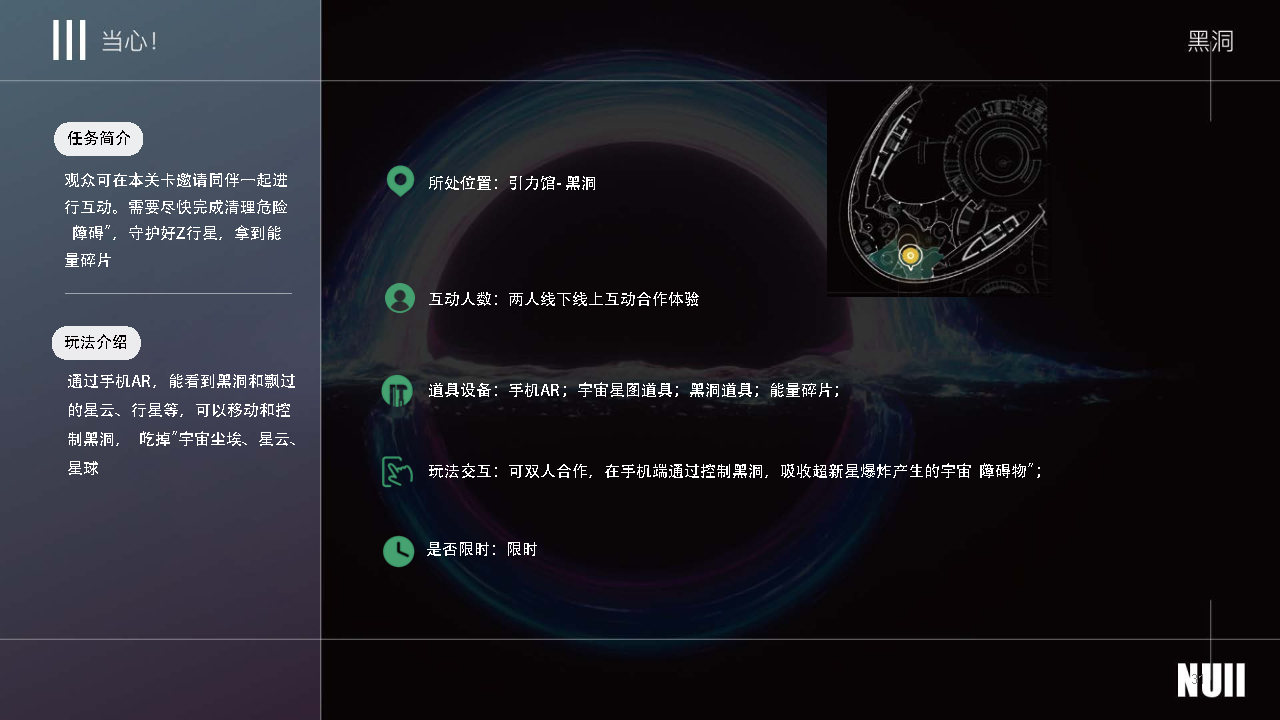 当心！
黑洞
任务简介
观众可在本关卡邀请同伴一起进
行互动。需要尽快完成清理危险
障碍”，守护好Z行星，拿到能
量碎片
玩法介绍
通过手机AR，能看到黑洞和飘过
的星云、行星等，可以移动和控
制黑洞， 吃掉”宇宙尘埃、星云、
星球
所处位置：引力馆-黑洞
互动人数：两人线下线上互动合作体验
道具设备：手机AR；宇宙星图道具；黑洞道具；能量碎片；
玩法交互：可双人合作，在手机端通过控制黑洞，吸收超新星爆炸产生的宇宙 障碍物”；
是否限时：限时
NUII